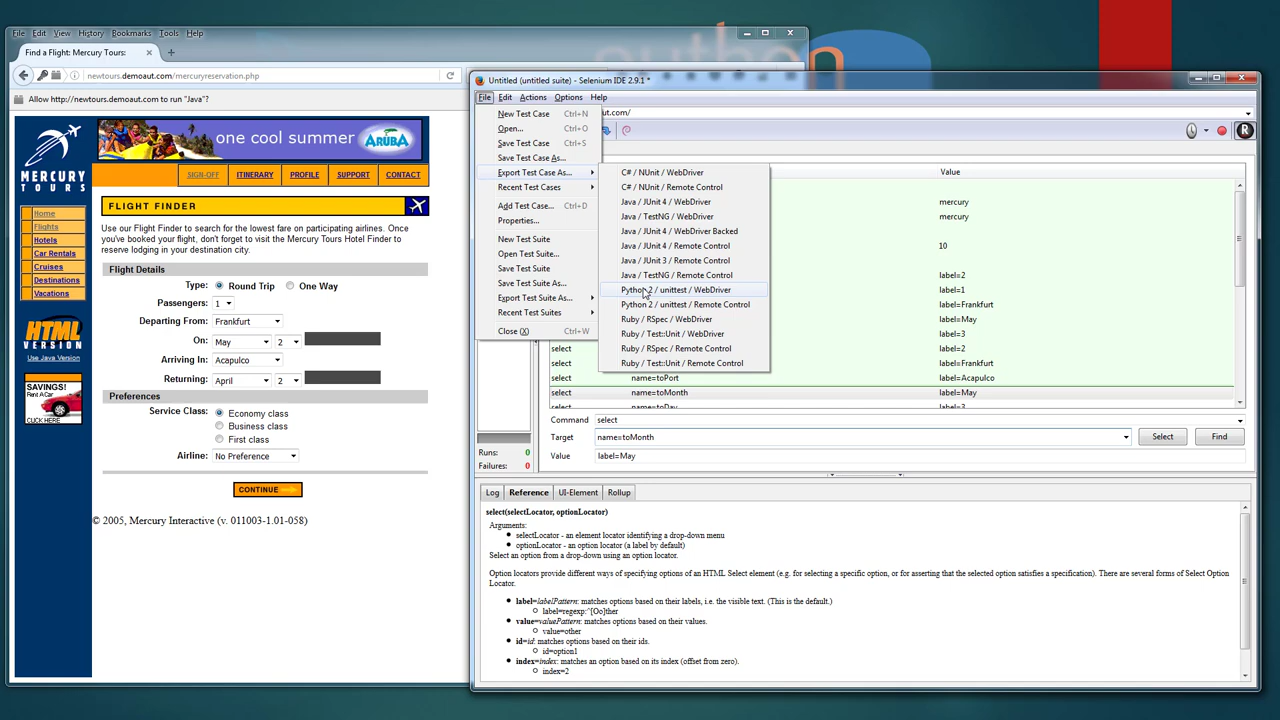 python
File Edit View History Bookmarks Tools Help
Find a Flight: Mercury Tours: × +
newtours.demoaut.com/mercuryreservation.php
Allow newtours.demoaut.com to run "Java"?
MERCURY
TOURS
one cool summer ARUBA
SIGN-OFF ITINERARY PROFILE SUPPORT CONTACT
Home
Flights
Hotels
Car Rentals
Cruises
Destinations
Vacations
HTML
VERSION
Use Java Version
SAVINGS!
Rent A Car
CLICK HERE
FLIGHT FINDER
Use our Flight Finder to search for the lowest fare on participating airlines. Once
you've booked your flight, don't forget to visit the Mercury Tours Hotel Finder to
reserve lodging in your destination city.
Flight Details
Type: Round Trip One Way
Passengers: 1
Departing From: Frankfurt
On: May 2
Arriving In: Acapulco
Returning: April 2
Preferences
Service Class: Economy class
Business class
First class
Airline: No Preference
CONTINUE
© 2005, Mercury Interactive (v. 011003-1.01-058)
Untitled (untitled suite) - Selenium IDE 2.9.1 *
File Edit Actions Options Help
ut.com/
R
New Test Case Ctrl+N
Open... Ctrl+O
Save Test Case Ctrl+S
Save Test Case As...
Export Test Case As...
Recent Test Cases
Add Test Case... Ctrl+D
Properties...
New Test Suite
Open Test Suite...
Save Test Suite
Save Test Suite As...
Export Test Suite As...
Recent Test Suites
Close (X) Ctrl+W
C# / NUnit / WebDriver
C# / NUnit / Remote Control
Java / JUnit 4 / WebDriver
Java / TestNG / WebDriver
Java / JUnit 4 / WebDriver Backed
Java / JUnit 4 / Remote Control
Java / JUnit 3 / Remote Control
Java / TestNG / Remote Control
Python 2 / unittest / WebDriver
Python 2 / unittest / Remote Control
Ruby / RSpec / WebDriver
Ruby / Test::Unit / WebDriver
Ruby / RSpec / Remote Control
Ruby / Test::Unit / Remote Control
Value
mercury
mercury
10
label=2
label=1
label=Frankfurt
label=May
label=3
select label=2
select label=Frankfurt
select name=toPort label=Acapulco
select name=toMonth label=May
select name=toDay label=3
Command select
Target name=toMonth Select Find
Value label=May
Runs: 0
Failures: 0
Log Reference UI-Element Rollup
select(selectLocator, optionLocator)
Arguments:
selectLocator - an element locator identifying a drop-down menu
optionLocator - an option locator (a label by default)
Select an option from a drop-down using an option locator.
Option locators provide different ways of specifying options of an HTML Select element (e.g. for selecting a specific option, or for asserting that the selected option satisfies a specification). There are several forms of Select Option
Locator.
label=labelPattern: matches options based on their labels, i.e. the visible text. (This is the default.)
label=regexp:^[Oo]ther
value=valuePattern: matches options based on their values.
value=other
id=id: matches options based on their ids.
id=option1
index=index: matches an option based on its index (offset from zero).
index=2